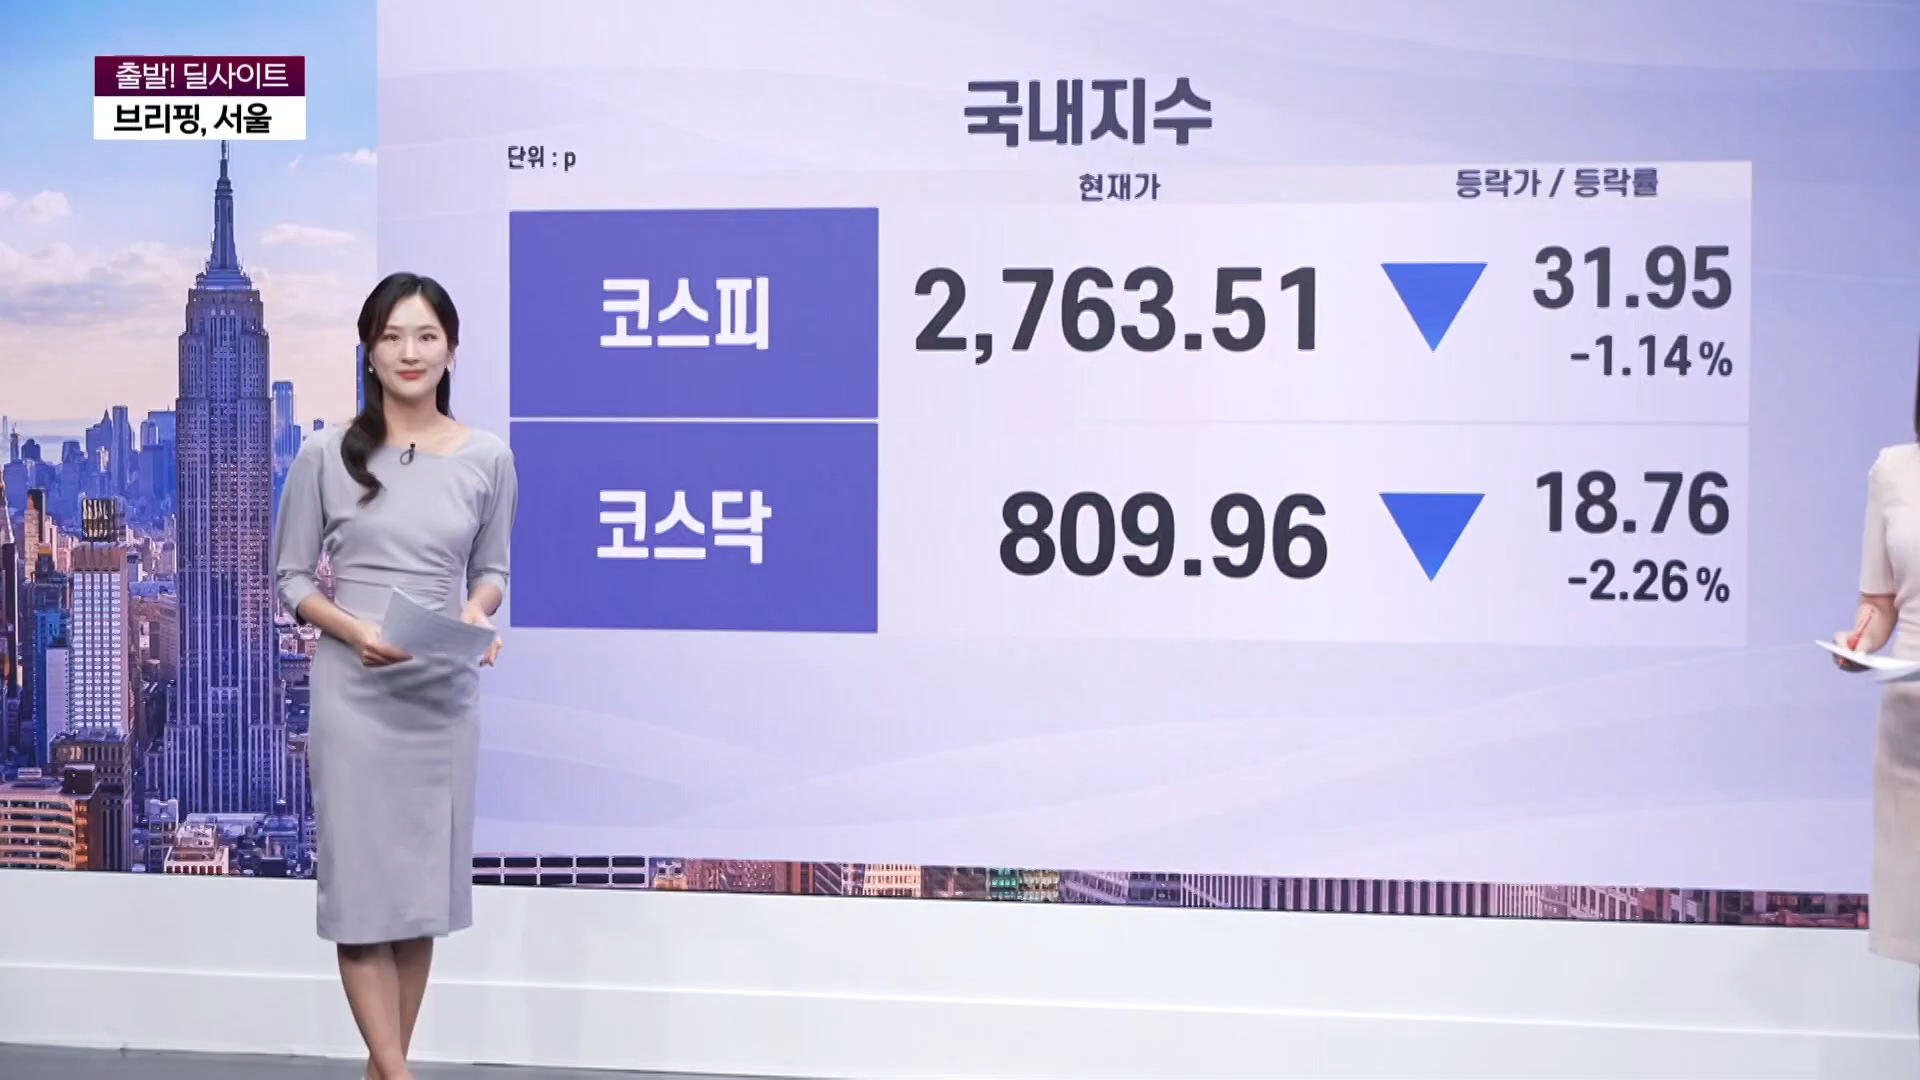 출발! 딜사이트
브리핑, 서울
국내지수
단위 : p
현재가
등락가 / 등락률
코스피
2,763.51
▼
31.95
-1.14%
코스닥
809.96
▼
18.76
-2.26%